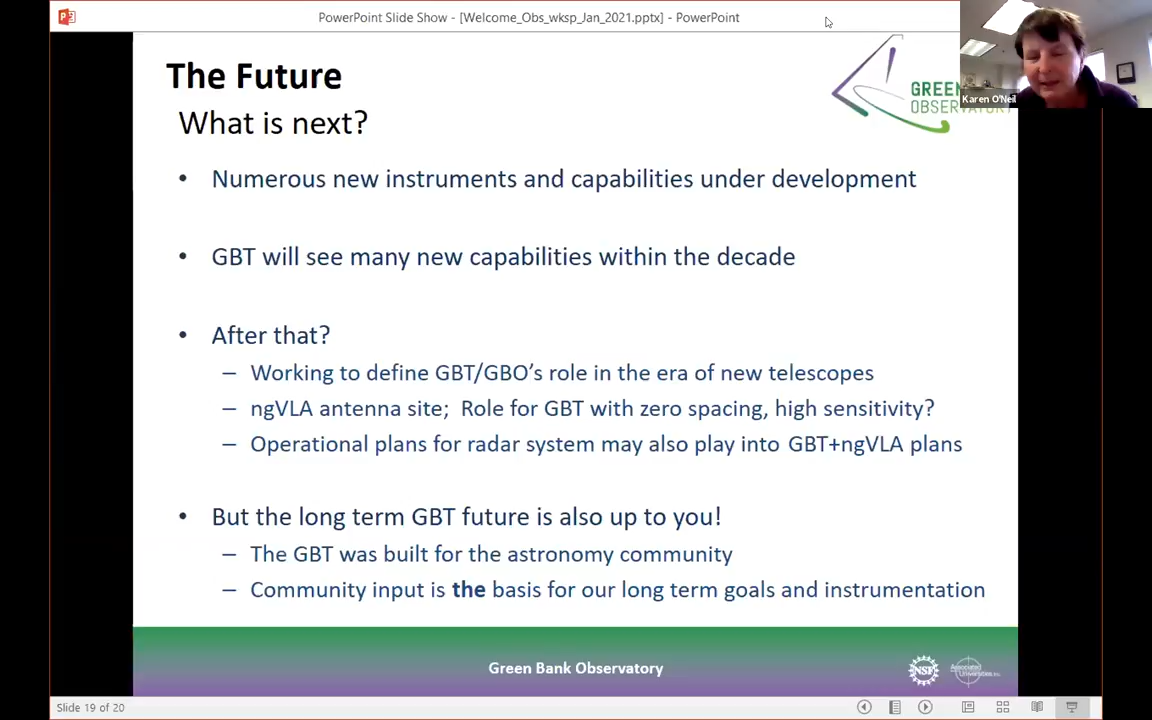 PowerPoint Slide Show - [Welcome_Obs_wksp_Jan_2021.pptx] - PowerPoint
Karen O'Neil
GREEN
OBSERVATORY
The Future
What is next?
• Numerous new instruments and capabilities under development
• GBT will see many new capabilities within the decade
• After that?
– Working to define GBT/GBO's role in the era of new telescopes
– ngVLA antenna site; Role for GBT with zero spacing, high sensitivity?
– Operational plans for radar system may also play into GBT+ngVLA plans
• But the long term GBT future is also up to you!
– The GBT was built for the astronomy community
– Community input is the basis for our long term goals and instrumentation
Green Bank Observatory
NSF
Associated
Universities Inc.
Slide 19 of 20